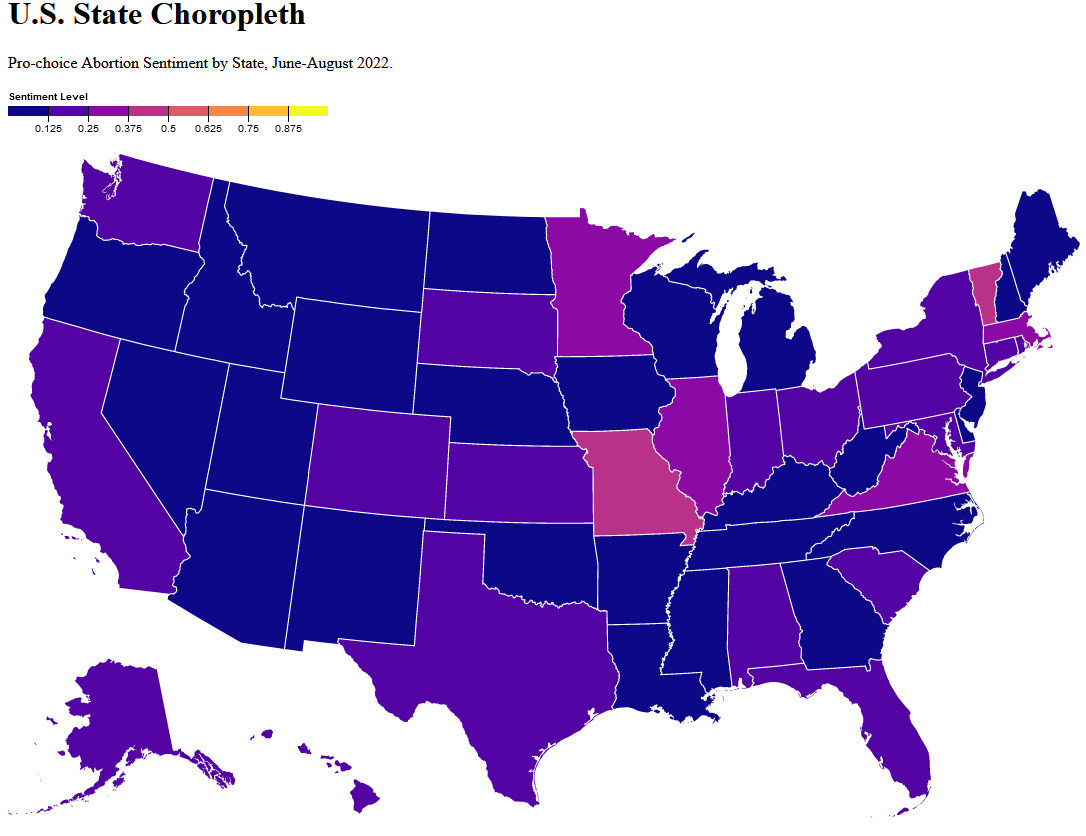 U.S. State Choropleth
Pro-choice Abortion Sentiment by State, June-August 2022.
Sentiment Level
0.125 0.25 0.375 0.5 0.625 0.75 0.875